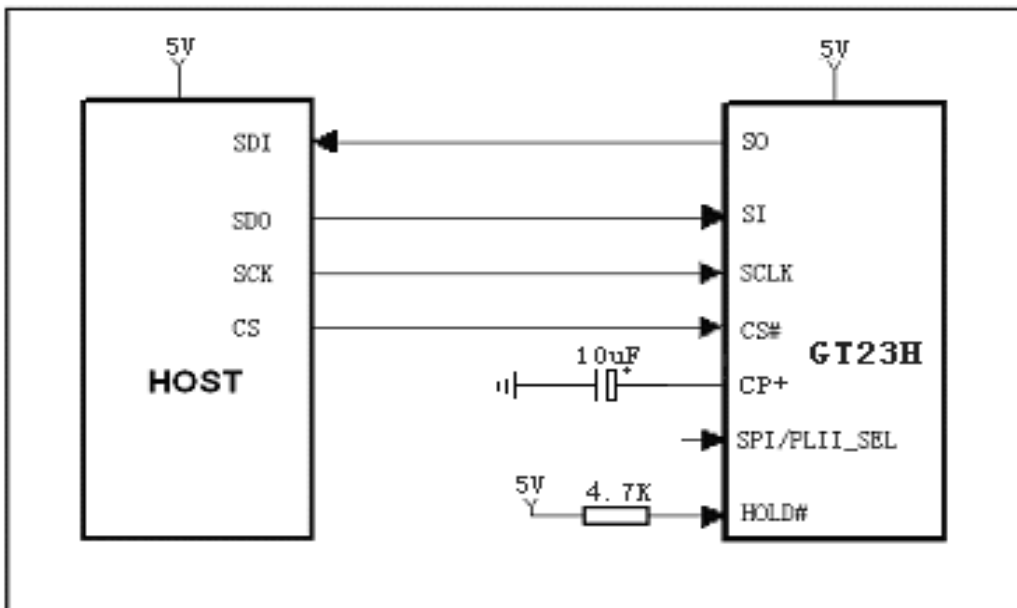 5V
5V
SDI
SO
SDO
SI
SCK
SCLK
CS
CS#
HOST
10uF
+
GT23H
CP+
SPI/PLII_SEL
5V
4.7K
HOLD#